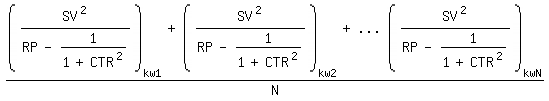 ( SV² / ( RP - 1 / ( 1 + CTR² ) ) )kw1 + ( SV² / ( RP - 1 / ( 1 + CTR² ) ) )kw2 + ... ( SV² / ( RP - 1 / ( 1 + CTR² ) ) )kwN
N